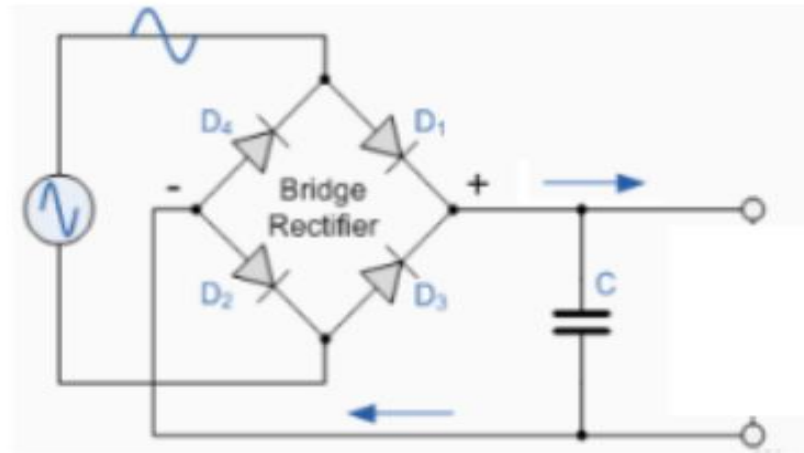 D₄
D₁
-
Bridge
Rectifier
+
D₂
D₃
C